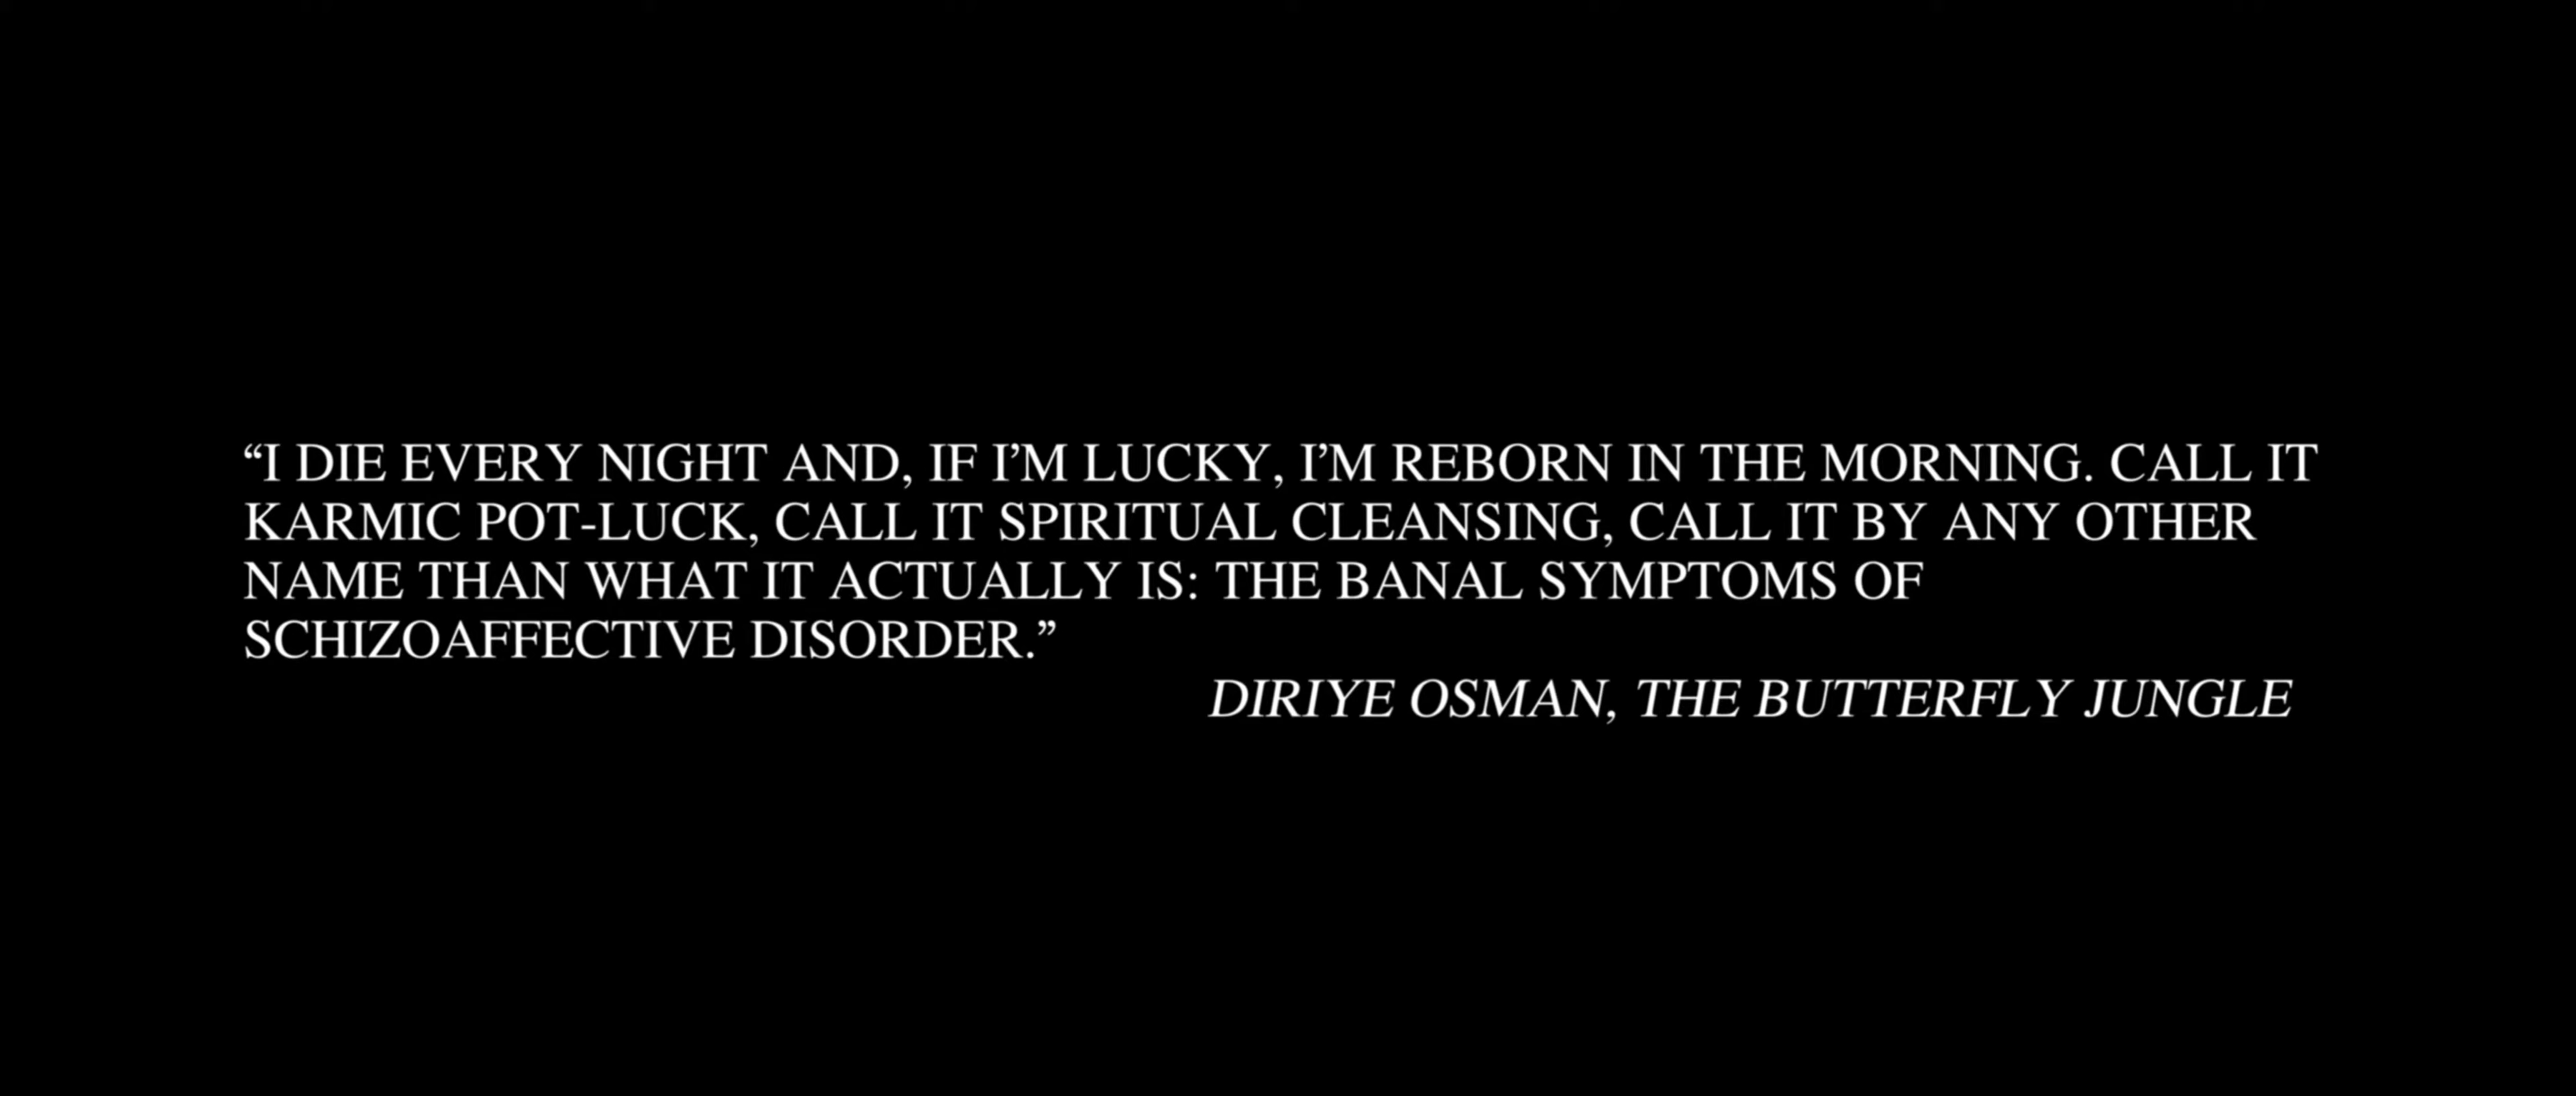 “I DIE EVERY NIGHT AND, IF I’M LUCKY, I’M REBORN IN THE MORNING. CALL IT
KARMIC POT-LUCK, CALL IT SPIRITUAL CLEANSING, CALL IT BY ANY OTHER
NAME THAN WHAT IT ACTUALLY IS: THE BANAL SYMPTOMS OF
SCHIZOAFFECTIVE DISORDER.”
DIRIYE OSMAN, THE BUTTERFLY JUNGLE